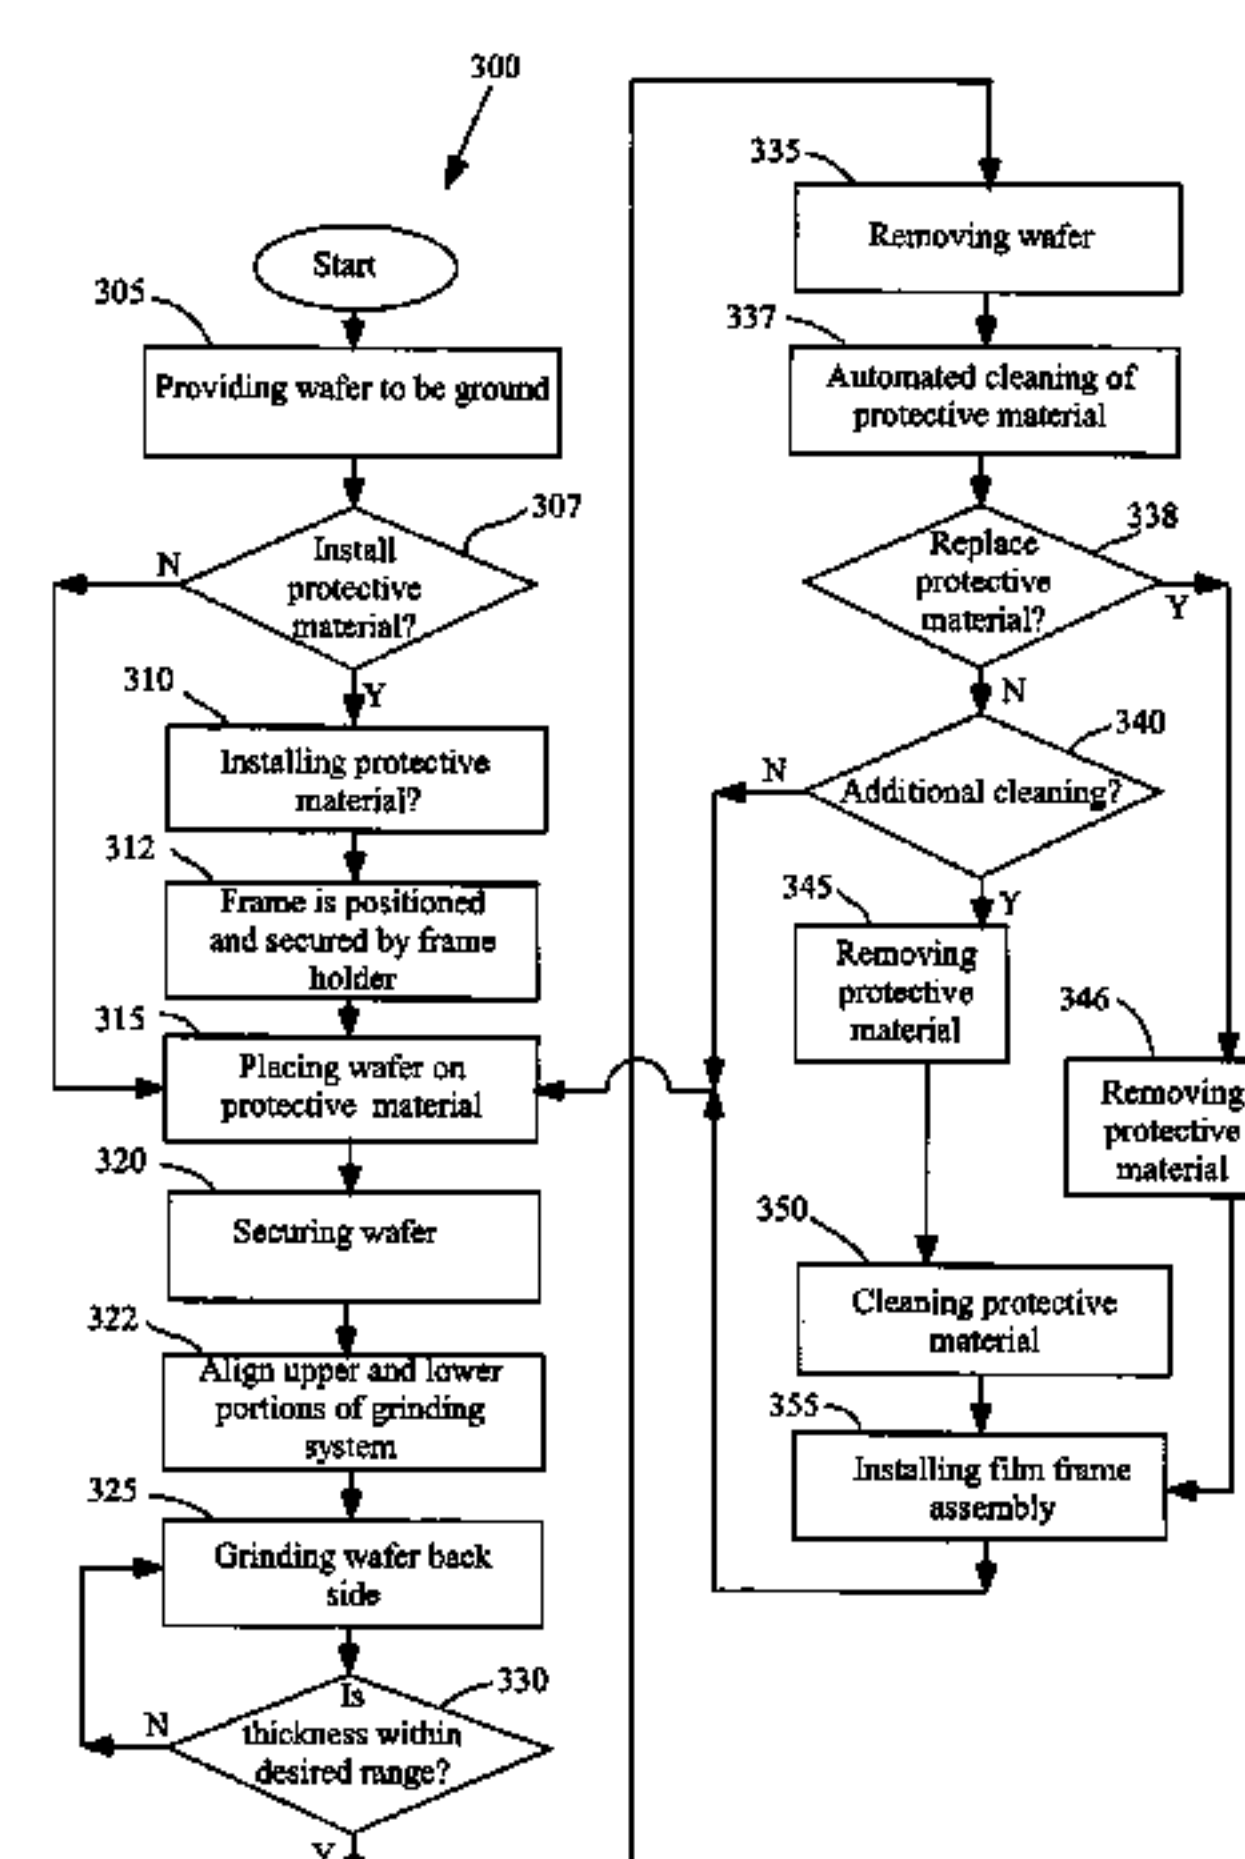 300
Start
305
Providing wafer to be ground
307
Install
protective
material?
N
Y
310
Installing protective
material?
312
Frame is positioned
and secured by frame
holder
315
Placing wafer on
protective material
320
Securing wafer
322
Align upper and lower
portions of grinding
system
325
Grinding wafer back
side
330
Is
thickness within
desired range?
N
Y
335
Removing wafer
337
Automated cleaning of
protective material
338
Replace
protective
material?
Y
N
340
Additional cleaning?
N
Y
345
Removing
protective
material
346
Removing
protective
material
350
Cleaning protective
material
355
Installing film frame
assembly